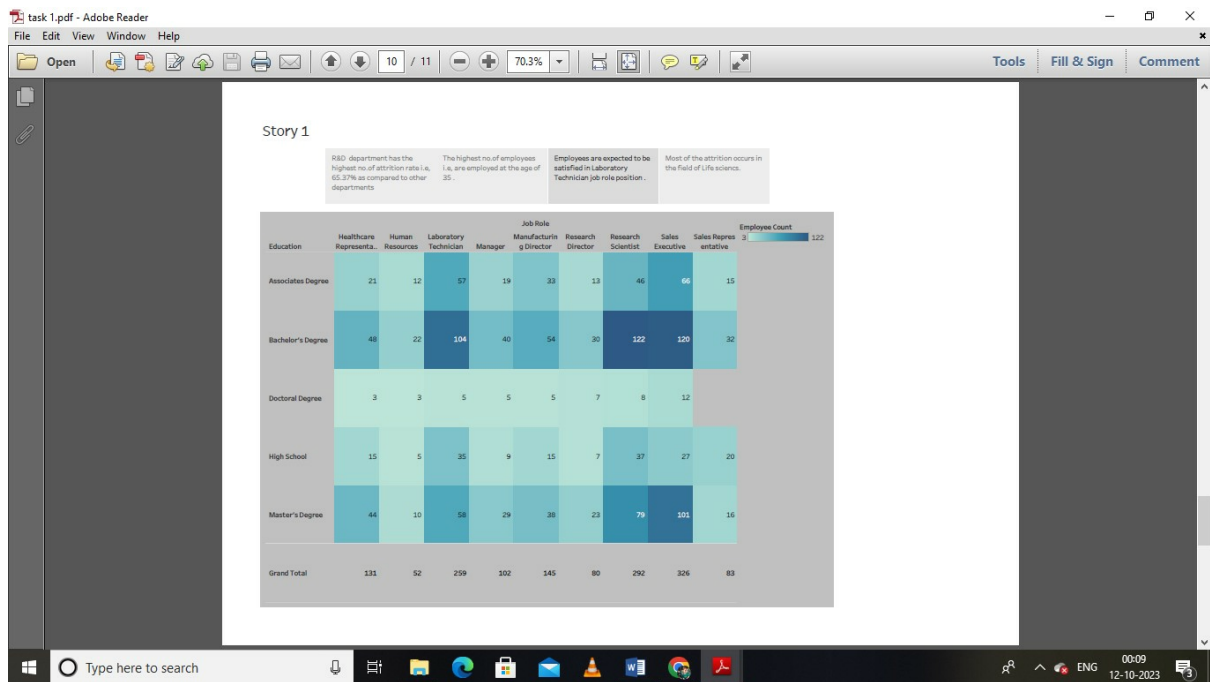 task 1.pdf - Adobe Reader
File Edit View Window Help
Open 10 / 11 70.3% Tools Fill & Sign Comment
Story 1
R&D department has the
highest no.of attrition rate i.e,
65.37% as compared to other
departments
The highest no.of employees
i.e, are employed at the age of
35 .
Employees are expected to be
satisfied in Laboratory
Technician job role position .
Most of the attrition occurs in
the field of Life sciencs.
Job Role
Education
Healthcare Representa.. Human Resources Laboratory Technician Manager Manufacturin g Director Research Director Research Scientist Sales Executive Sales Repres entative
Employee Count
3 122
Associates Degree 21 12 57 19 33 13 46 66 15
Bachelor's Degree 48 22 104 40 54 30 122 120 32
Doctoral Degree 3 3 5 5 5 7 8 12
High School 15 5 35 9 15 7 37 27 20
Master's Degree 44 10 58 29 38 23 79 101 16
Grand Total 131 52 259 102 145 80 292 326 83
Type here to search
ENG
00:09
12-10-2023
3